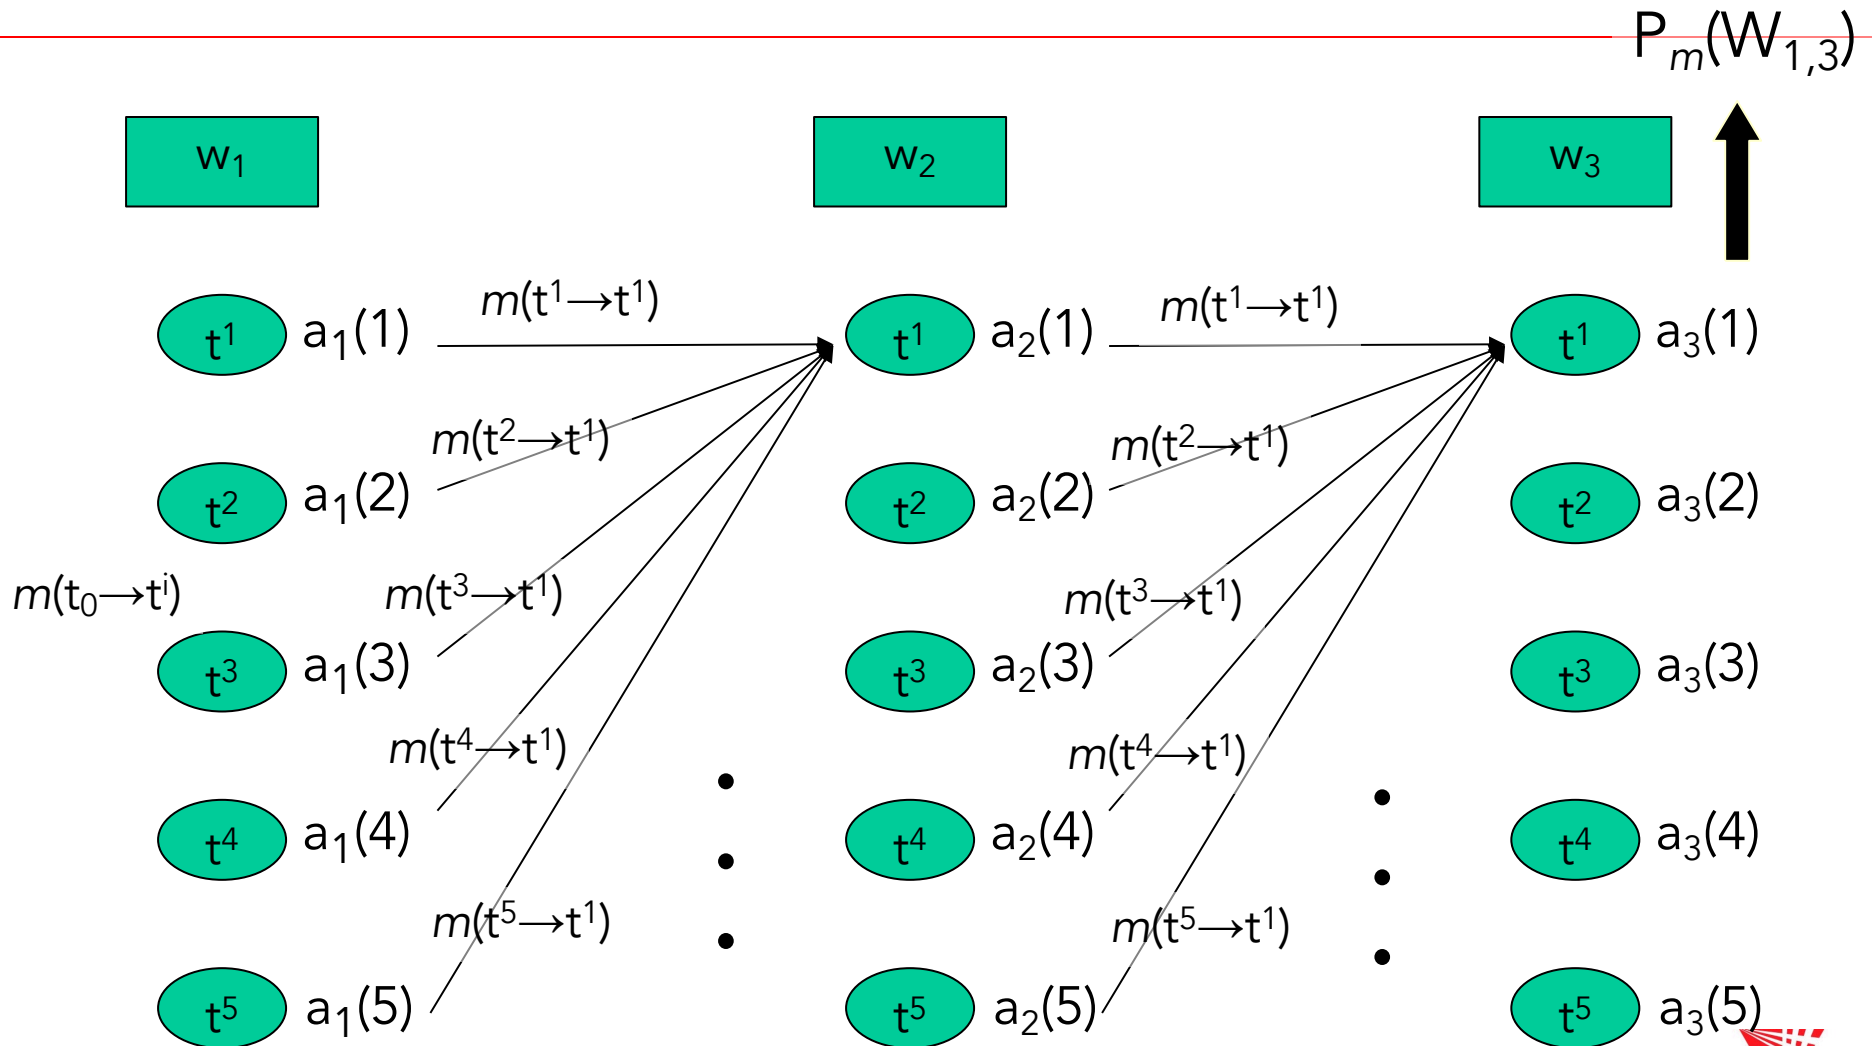 Pₘ(W₁,₃)
w₁ w₂ w₃
m(t¹→t¹) m(t¹→t¹)
t¹ a₁(1) t¹ a₂(1) t¹ a₃(1)
m(t²→t¹) m(t²→t¹)
t² a₁(2) t² a₂(2) t² a₃(2)
m(t₀→tⁱ) m(t³→t¹) m(t³→t¹)
t³ a₁(3) t³ a₂(3) t³ a₃(3)
m(t⁴→t¹) m(t⁴→t¹)
t⁴ a₁(4) t⁴ a₂(4) t⁴ a₃(4)
m(t⁵→t¹) m(t⁵→t¹)
t⁵ a₁(5) t⁵ a₂(5) t⁵ a₃(5)